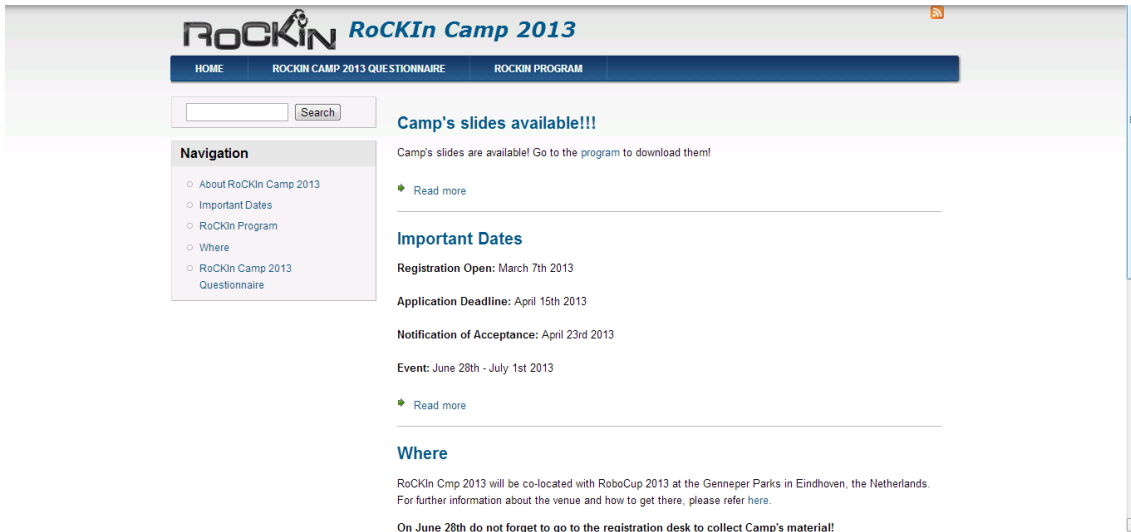 RoCKIn RoCKIn Camp 2013
HOME ROCKIN CAMP 2013 QUESTIONNAIRE ROCKIN PROGRAM
Search
Navigation
About RoCKIn Camp 2013
Important Dates
RoCKIn Program
Where
RoCKIn Camp 2013
Questionnaire
Camp's slides available!!!
Camp's slides are available! Go to the program to download them!
Read more
Important Dates
Registration Open: March 7th 2013
Application Deadline: April 15th 2013
Notification of Acceptance: April 23rd 2013
Event: June 28th - July 1st 2013
Read more
Where
RoCKIn Cmp 2013 will be co-located with RoboCup 2013 at the Genneper Parks in Eindhoven, the Netherlands.
For further information about the venue and how to get there, please refer here.
On June 28th do not forget to go to the registration desk to collect Camp's material!